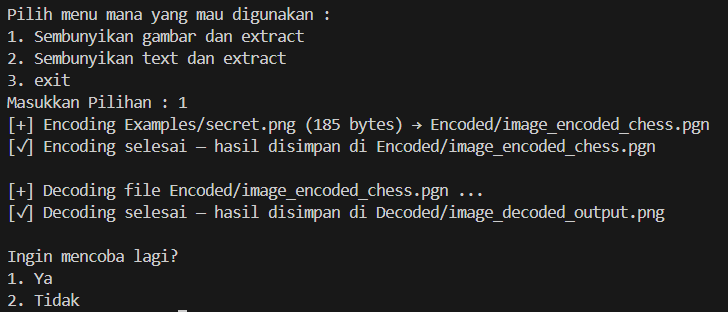 Pilih menu mana yang mau digunakan :
1. Sembunyikan gambar dan extract
2. Sembunyikan text dan extract
3. exit
Masukkan Pilihan : 1
[+] Encoding Examples/secret.png (185 bytes) → Encoded/image_encoded_chess.pgn
[✓] Encoding selesai — hasil disimpan di Encoded/image_encoded_chess.pgn
[+] Decoding file Encoded/image_encoded_chess.pgn ...
[✓] Decoding selesai — hasil disimpan di Decoded/image_decoded_output.png
Ingin mencoba lagi?
1. Ya
2. Tidak